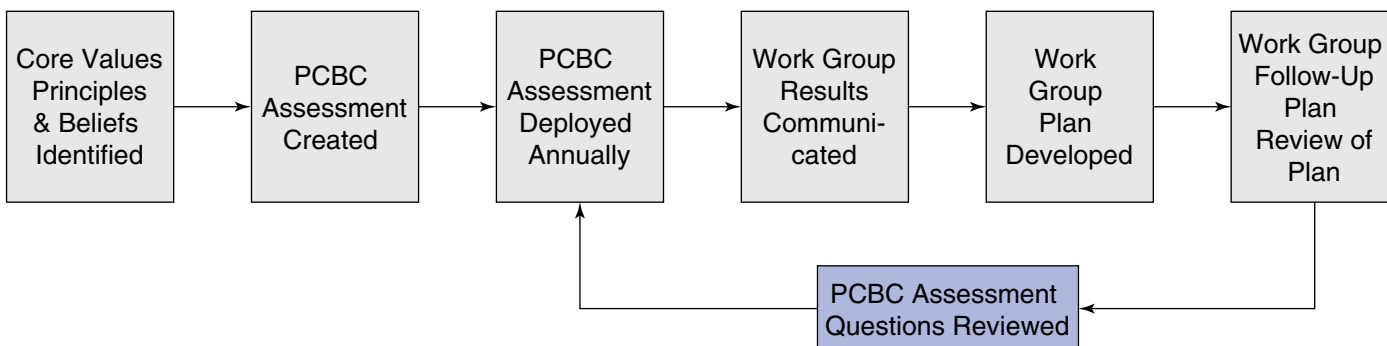 Core Values
Principles
& Beliefs
Identified
PCBC
Assessment
Created
PCBC
Assessment
Deployed
Annually
Work Group
Results
Communi-
cated
Work
Group
Plan
Developed
Work Group
Follow-Up
Plan
Review of
Plan
PCBC Assessment
Questions Reviewed